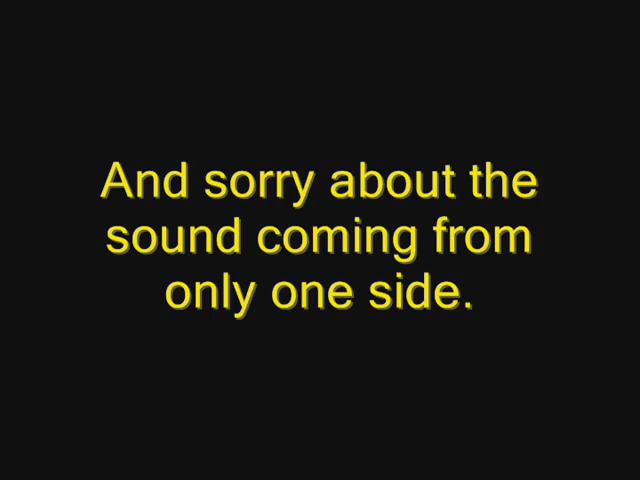 And sorry about the
sound coming from
only one side.